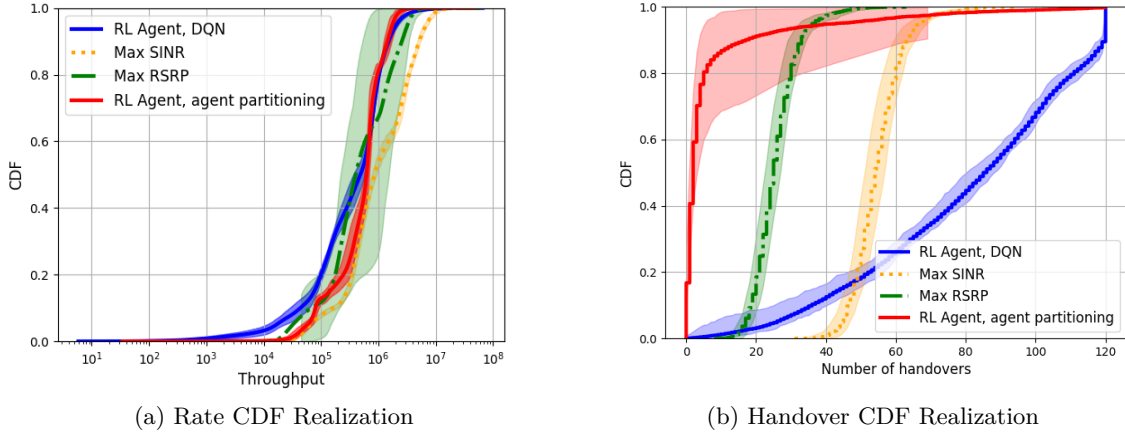 RL Agent, DQN
Max SINR
Max RSRP
RL Agent, agent partitioning
CDF
1.0
0.8
0.6
0.4
0.2
0.0
10¹
10²
10³
10⁴
10⁵
10⁶
10⁷
10⁸
Throughput
(a) Rate CDF Realization
CDF
1.0
0.8
0.6
0.4
0.2
0.0
RL Agent, DQN
Max SINR
Max RSRP
RL Agent, agent partitioning
0
20
40
60
80
100
120
Number of handovers
(b) Handover CDF Realization